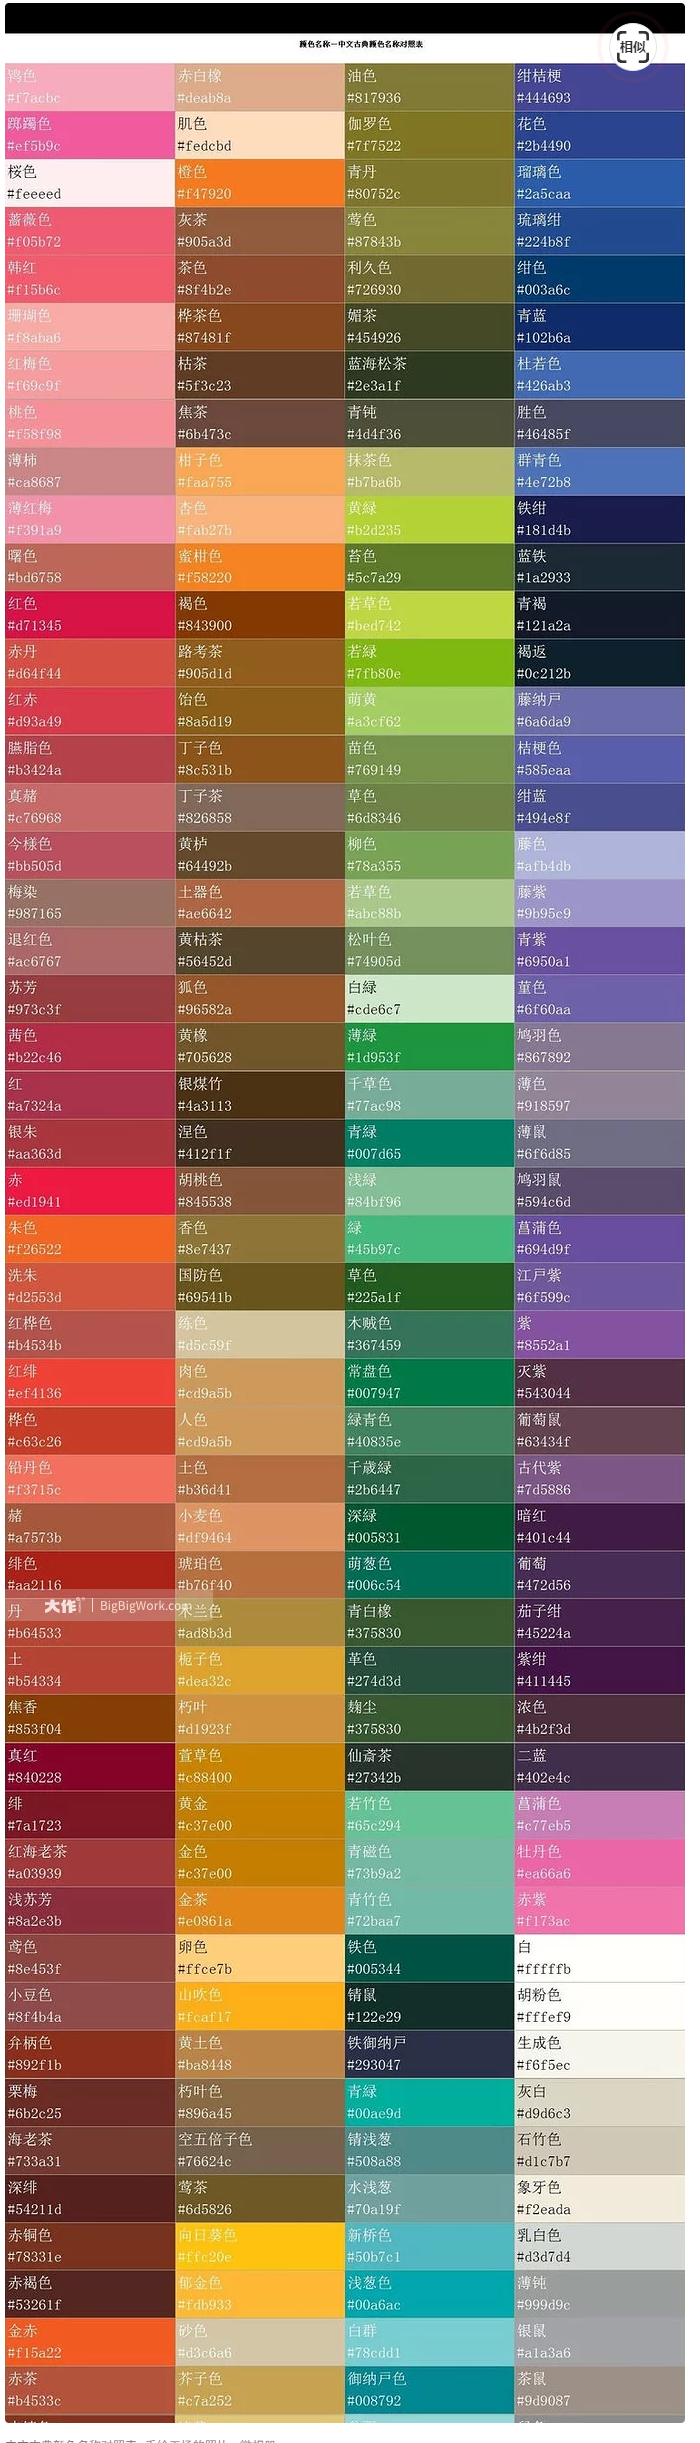 颜色名称—中文古典颜色名称对照表
相似
鸨色 赤白橡 油色 绀桔梗
#f7acbc #deab8a #817936 #444693
踯躅色 肌色 伽罗色 花色
#ef5b9c #fedcbd #7f7522 #2b4490
桜色 橙色 青丹 瑠璃色
#feeeed #f47920 #80752c #2a5caa
蔷薇色 灰茶 莺色 琉璃绀
#f05b72 #905a3d #87843b #224b8f
韩红 茶色 利久色 绀色
#f15b6c #8f4b2e #726930 #003a6c
珊瑚色 桦茶色 媚茶 青蓝
#f8aba6 #87481f #454926 #102b6a
红梅色 枯茶 蓝海松茶 杜若色
#f69c9f #5f3c23 #2e3a1f #426ab3
桃色 焦茶 青钝 胜色
#f58f98 #6b473c #4d4f36 #46485f
薄柿 柑子色 抹茶色 群青色
#ca8687 #faa755 #b7ba6b #4e72b8
薄红梅 杏色 黄緑 铁绀
#f391a9 #fab27b #b2d235 #181d4b
曙色 蜜柑色 苔色 蓝铁
#bd6758 #f58220 #5c7a29 #1a2933
红色 褐色 若草色 青褐
#d71345 #843900 #bed742 #121a2a
赤丹 路考茶 若緑 褐返
#d64f44 #905d1d #7fb80e #0c212b
红赤 饴色 萌黄 藤纳戸
#d93a49 #8a5d19 #a3cf62 #6a6da9
臙脂色 丁子色 苗色 桔梗色
#b3424a #8c531b #769149 #585eaa
真赭 丁子茶 草色 绀蓝
#c76968 #826858 #6d8346 #494e8f
今様色 黄栌 柳色 藤色
#bb505d #64492b #78a355 #afb4db
梅染 土器色 若草色 藤紫
#987165 #ae6642 #abc88b #9b95c9
退红色 黄枯茶 松叶色 青紫
#ac6767 #56452d #74905d #6950a1
苏芳 狐色 白緑 菫色
#973c3f #96582a #cde6c7 #6f60aa
茜色 黄橡 薄緑 鸠羽色
#b22c46 #705628 #1d953f #867892
红 银煤竹 千草色 薄色
#a7324a #4a3113 #77ac98 #918597
银朱 涅色 青緑 薄鼠
#aa363d #412f1f #007d65 #6f6d85
赤 胡桃色 浅緑 鸠羽鼠
#ed1941 #845538 #84bf96 #594c6d
朱色 香色 緑 菖蒲色
#f26522 #8e7437 #45b97c #694d9f
洗朱 国防色 草色 江戸紫
#d2553d #69541b #225a1f #6f599c
红桦色 练色 木贼色 紫
#b4534b #d5c59f #367459 #8552a1
红绯 肉色 常盘色 灭紫
#ef4136 #cd9a5b #007947 #543044
桦色 人色 緑青色 葡萄鼠
#c63c26 #cd9a5b #40835e #63434f
铅丹色 土色 千歳緑 古代紫
#f3715c #b36d41 #2b6447 #7d5886
赭 小麦色 深緑 暗红
#a7573b #df9464 #005831 #401c44
绯色 琥珀色 萌葱色 葡萄
#aa2116 #b76f40 #006c54 #472d56
大作 | BigBigWork.com
丹 木兰色 青白橡 茄子绀
#b64533 #ad8b3d #375830 #45224a
土 栀子色 革色 紫绀
#b54334 #dea32c #274d3d #411445
焦香 朽叶 麹尘 浓色
#853f04 #d1923f #375830 #4b2f3d
真红 萱草色 仙斎茶 二蓝
#840228 #c88400 #27342b #402e4c
绯 黄金 若竹色 菖蒲色
#7a1723 #c37e00 #65c294 #c77eb5
红海老茶 金色 青磁色 牡丹色
#a03939 #c37e00 #73b9a2 #ea66a6
浅苏芳 金茶 青竹色 赤紫
#8a2e3b #e0861a #72baa7 #f173ac
鸢色 卵色 铁色 白
#8e453f #ffce7b #005344 #fffffb
小豆色 山吹色 锖鼠 胡粉色
#8f4b4a #fcaf17 #122e29 #fffef9
弁柄色 黄土色 铁御纳戸 生成色
#892f1b #ba8448 #293047 #f6f5ec
栗梅 朽叶色 青緑 灰白
#6b2c25 #896a45 #00ae9d #d9d6c3
海老茶 空五倍子色 锖浅葱 石竹色
#733a31 #76624c #508a88 #d1c7b7
深绯 莺茶 水浅葱 象牙色
#54211d #6d5826 #70a19f #f2eada
赤铜色 向日葵色 新桥色 乳白色
#78331e #ffc20e #50b7c1 #d3d7d4
赤褐色 郁金色 浅葱色 薄钝
#53261f #fdb933 #00a6ac #999d9c
金赤 砂色 白群 银鼠
#f15a22 #d3c6a6 #78cdd1 #a1a3a6
赤茶 芥子色 御纳戸色 茶鼠
#b4533c #c7a252 #008792 #9d9087